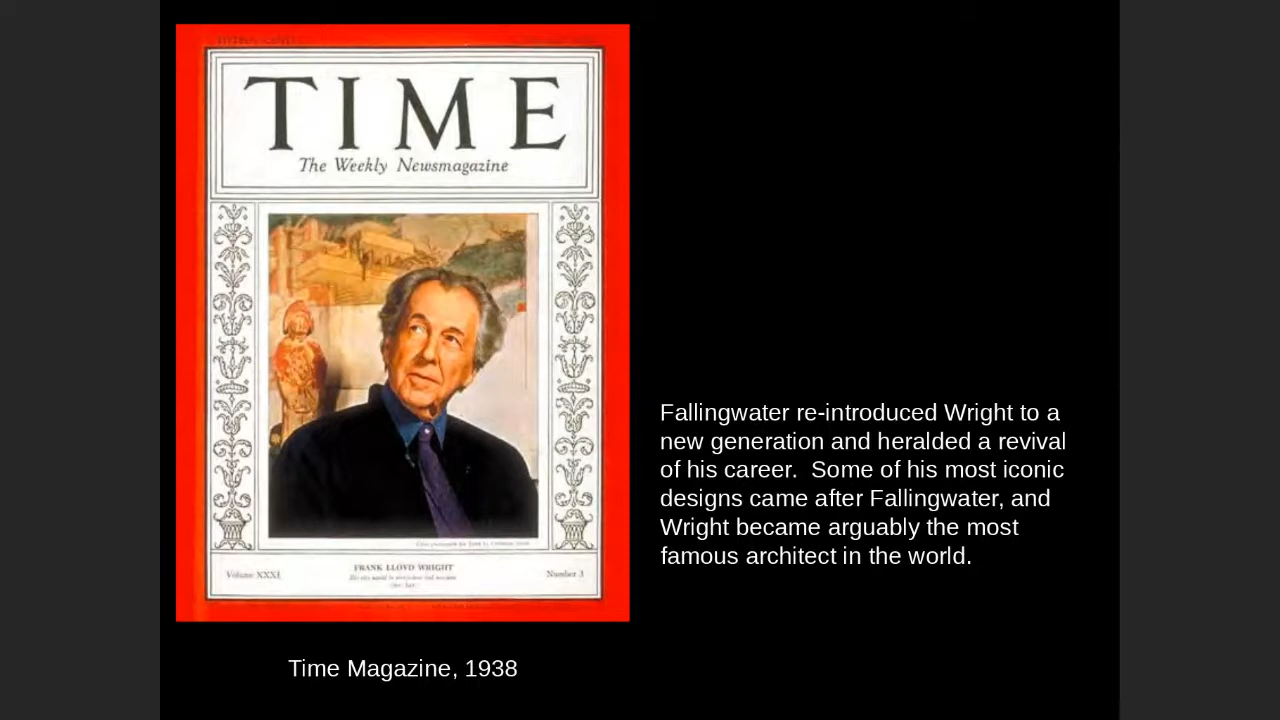 TIME
The Weekly Newsmagazine
Fallingwater re-introduced Wright to a
new generation and heralded a revival
of his career.  Some of his most iconic
designs came after Fallingwater, and
Wright became arguably the most
famous architect in the world.
Volume XXXI
FRANK LLOYD WRIGHT
Number 3
Time Magazine, 1938